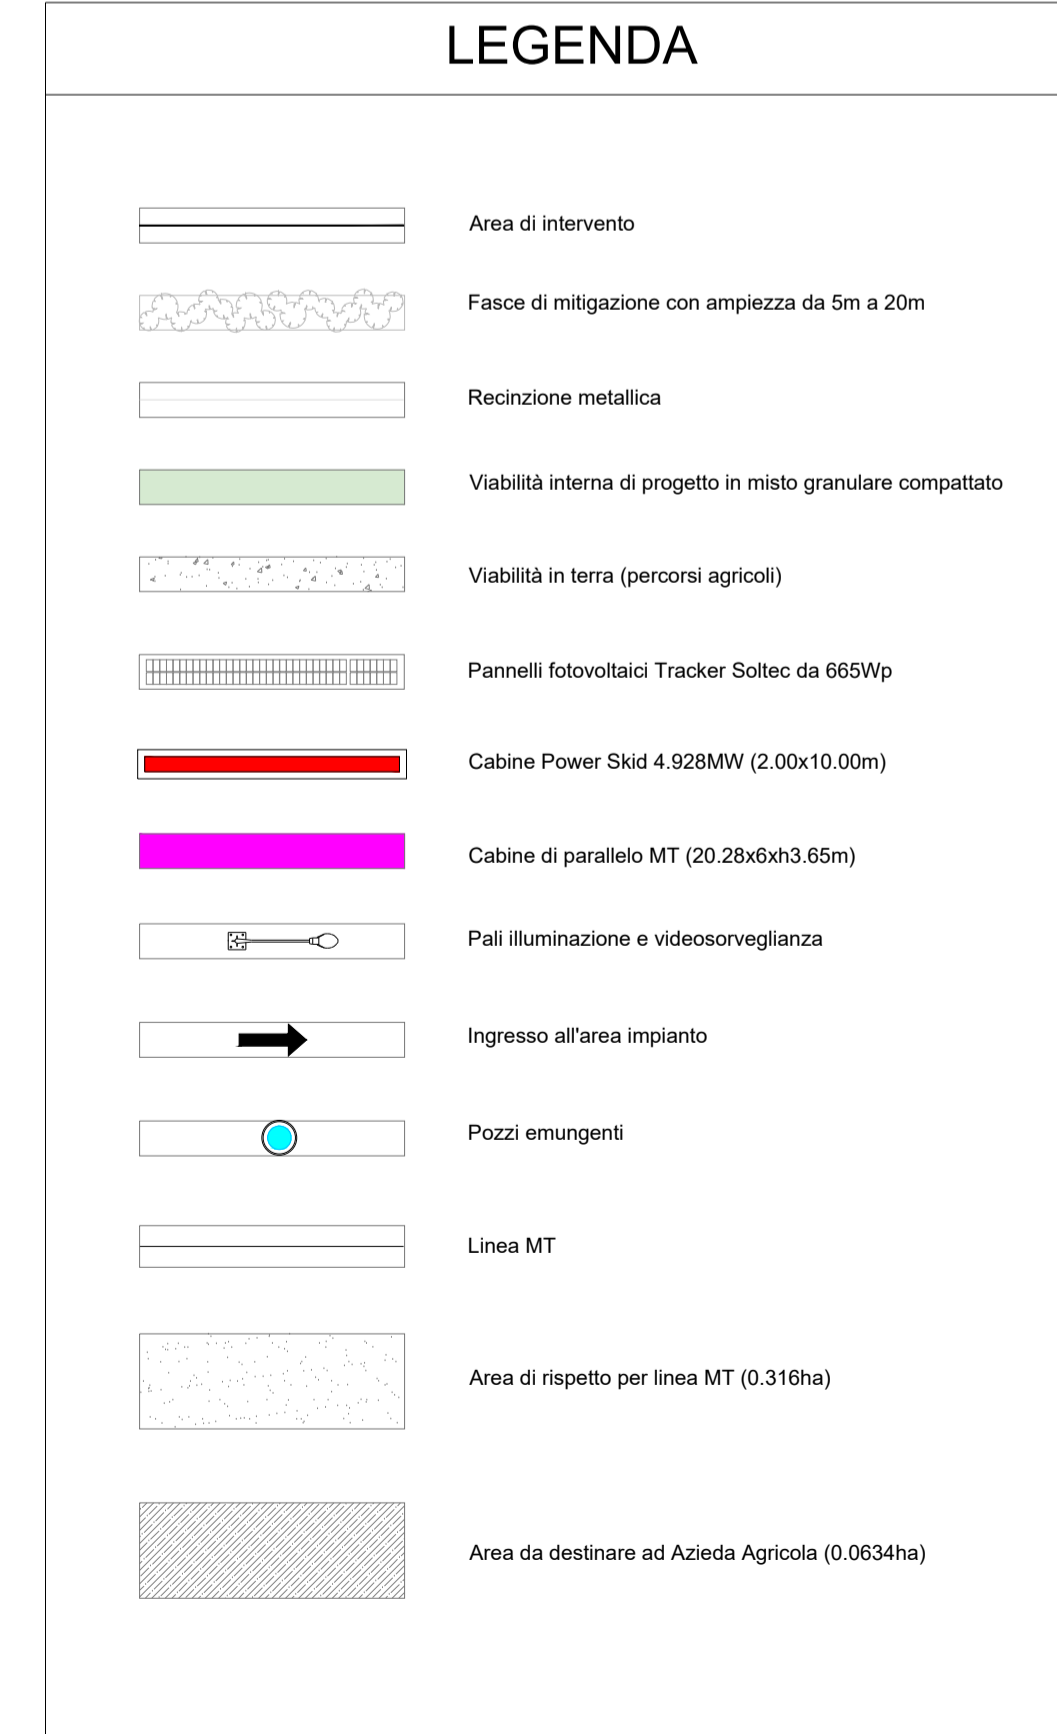 LEGENDA
Area di intervento
Fasce di mitigazione con ampiezza da 5m a 20m
Recinzione metallica
Viabilità interna di progetto in misto granulare compattato
Viabilità in terra (percorsi agricoli)
Pannelli fotovoltaici Tracker Soltec da 665Wp
Cabine Power Skid 4.928MW (2.00x10.00m)
Cabine di parallelo MT (20.28x6xh3.65m)
Pali illuminazione e videosorveglianza
Ingresso all'area impianto
Pozzi emungenti
Linea MT
Area di rispetto per linea MT (0.316ha)
Area da destinare ad Azieda Agricola (0.0634ha)